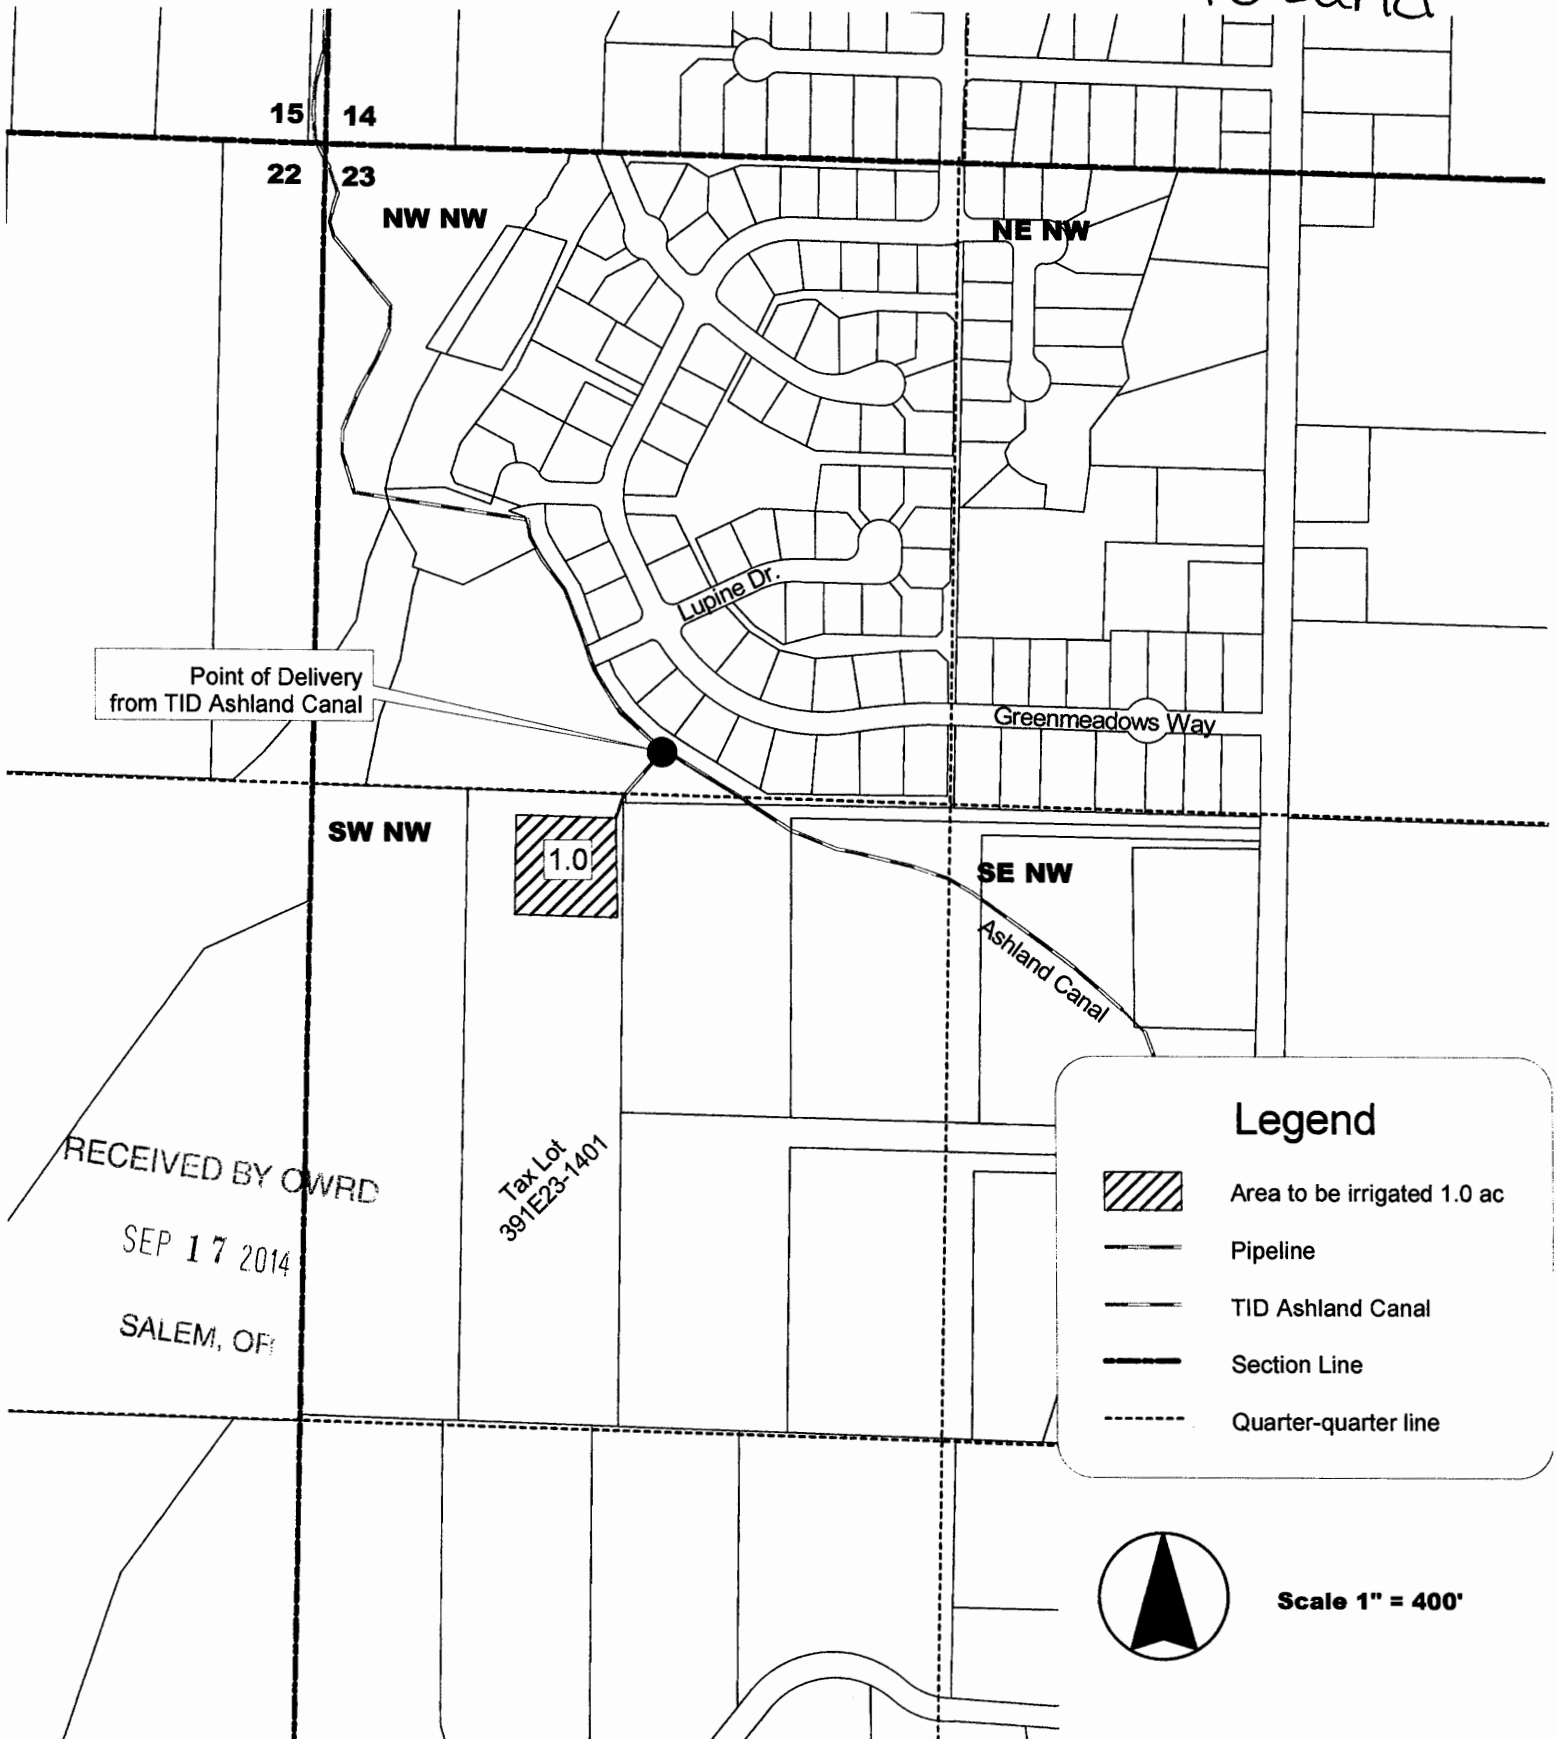 15 14
22 23
NW NW
NE NW
Lupine Dr.
Point of Delivery
from TID Ashland Canal
Greenmeadows Way
SW NW
1.0
SE NW
Ashland Canal
Tax Lot
391E23-1401
RECEIVED BY OWRD
SEP 17 2014
SALEM, OR
Legend
Area to be irrigated 1.0 ac
Pipeline
TID Ashland Canal
Section Line
Quarter-quarter line
Scale 1" = 400'